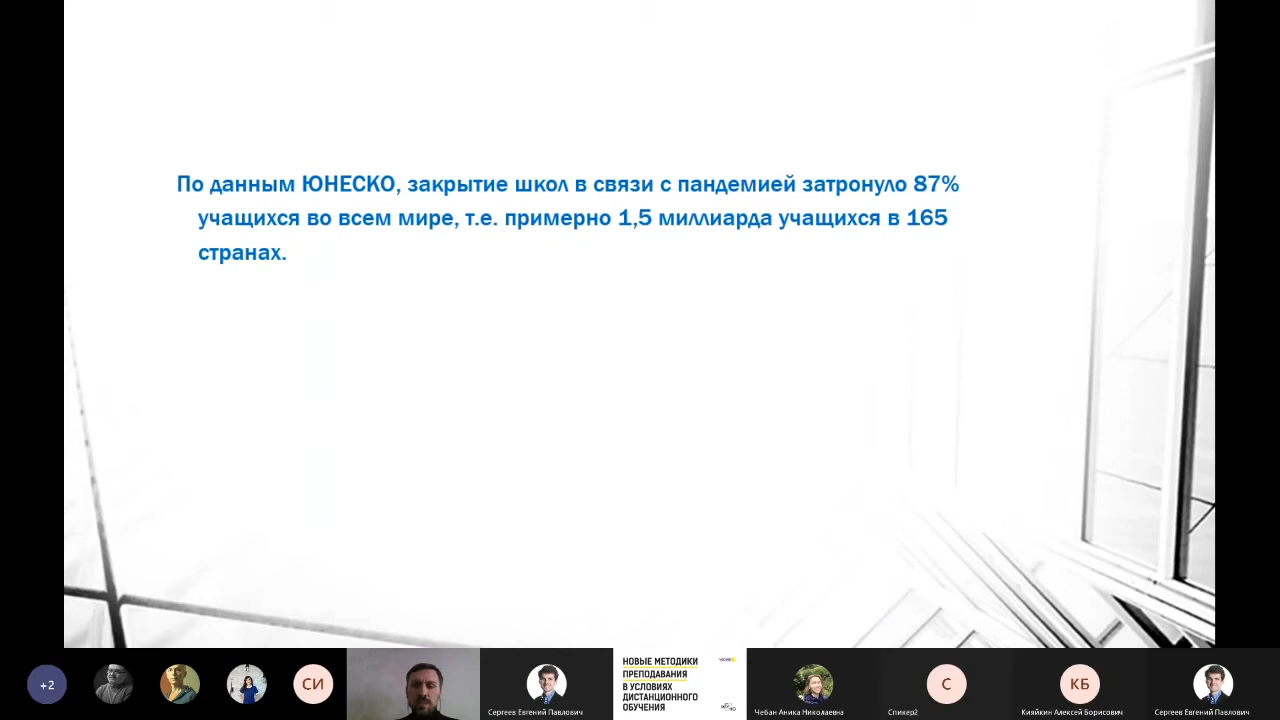 По данным ЮНЕСКО, закрытие школ в связи с пандемией затронуло 87%
учащихся во всем мире, т.е. примерно 1,5 миллиарда учащихся в 165
странах.
+2
СИ
Сергеев Евгений Павлович
НОВЫЕ МЕТОДИКИ
ПРЕПОДАВАНИЯ
В УСЛОВИЯХ
ДИСТАНЦИОННОГО
ОБУЧЕНИЯ
Чебан Аника Николаевна
С
Спикер2
КБ
Кияйкин Алексей Борисович
Сергеев Евгений Павлович